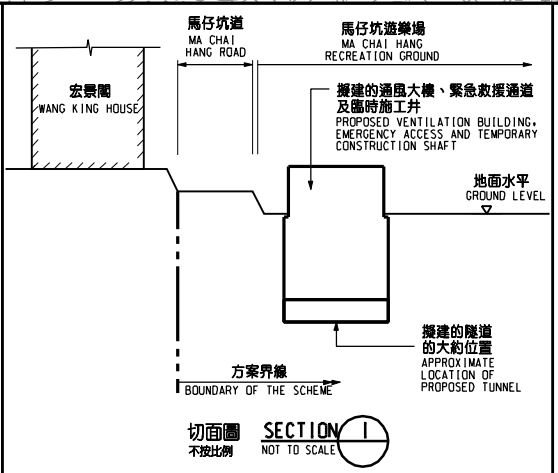 馬仔坑道
MA CHAI
HANG ROAD
馬仔坑遊樂場
MA CHAI HANG
RECREATION GROUND
宏景閣
WANG KING HOUSE
擬建的通風大樓、緊急救援通道
及臨時施工井
PROPOSED VENTILATION BUILDING,
EMERGENCY ACCESS AND TEMPORARY
CONSTRUCTION SHAFT
地面水平
GROUND LEVEL
擬建的隧道
的大約位置
APPROXIMATE
LOCATION OF
PROPOSED TUNNEL
方案界線
BOUNDARY OF THE SCHEME
切面圖
不按比例
SECTION 1
NOT TO SCALE